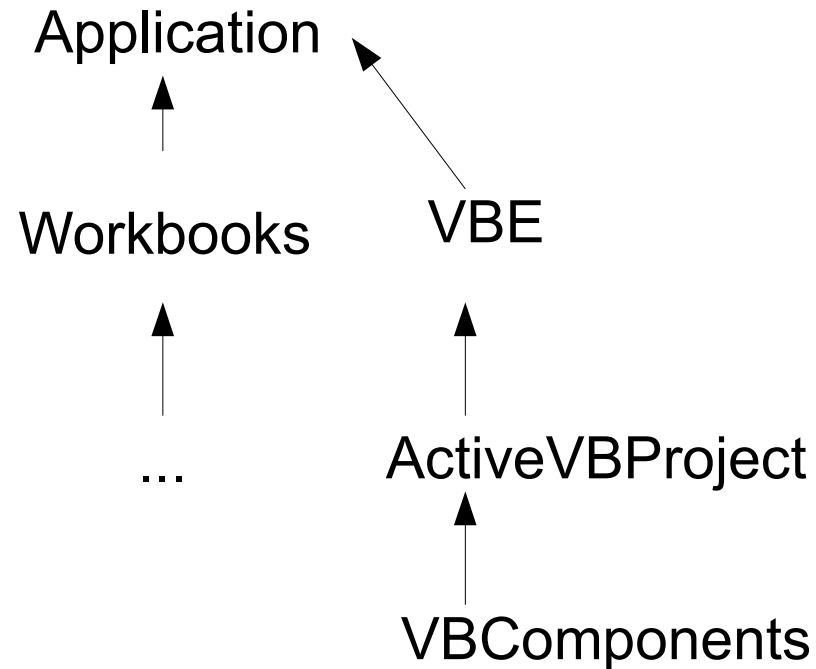 Application
Workbooks
VBE
...
ActiveVBProject
VBComponents